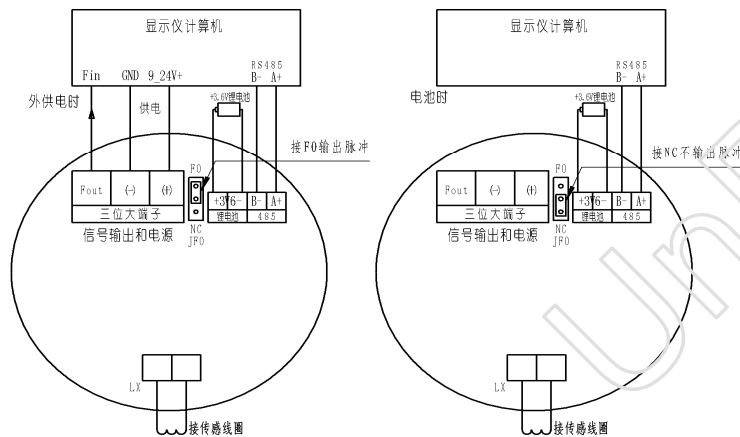 显示仪计算机
RS485
Fin GND 9_24V+ B- A+
外供电时
供电
+3.6V锂电池
接F0输出脉冲
F0
Fout (-) (+)
+3V6- B- A+
三位大端子
锂电池 485
信号输出和电源
NC
JF0
LX
接传感线圈
显示仪计算机
RS485
B- A+
电池时
+3.6V锂电池
接NC不输出脉冲
F0
Fout (-) (+)
+3V6- B- A+
三位大端子
锂电池 485
信号输出和电源
NC
JF0
LX
接传感线圈